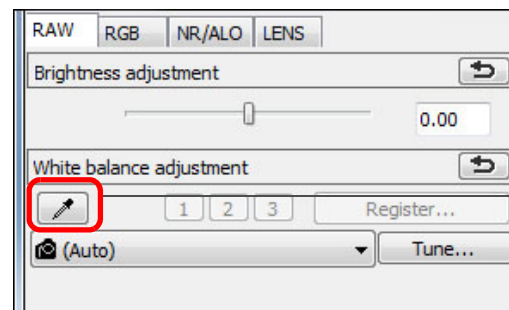 RAW RGB NR/ALO LENS
Brightness adjustment
0.00
White balance adjustment
1 2 3 Register...
(Auto) Tune...